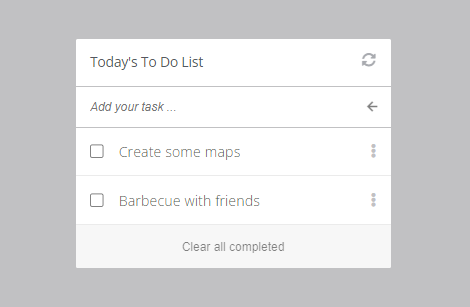 Today's To Do List
Add your task ...
Create some maps
Barbecue with friends
Clear all completed